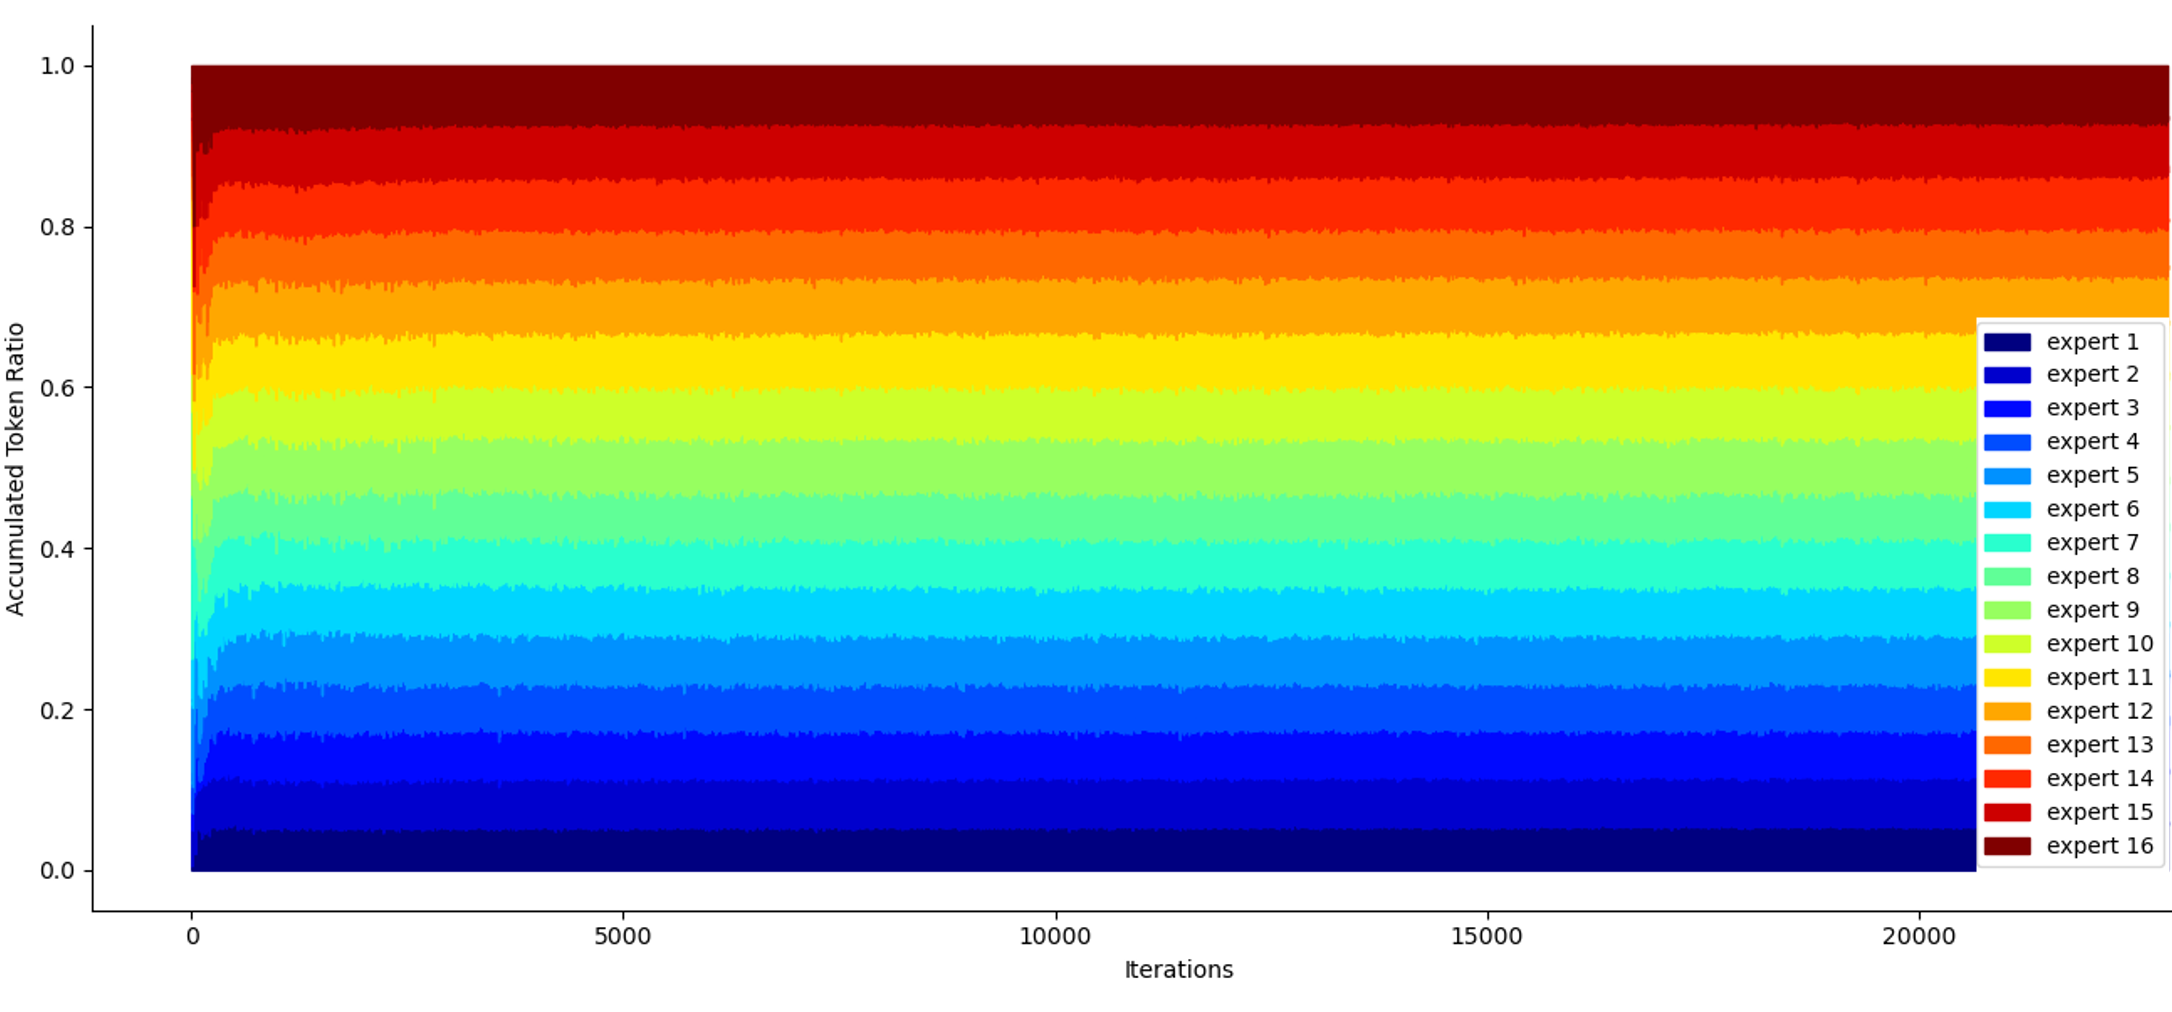 Accumulated Token Ratio
1.0
0.8
0.6
0.4
0.2
0.0
0
5000
10000
15000
20000
Iterations
expert 1
expert 2
expert 3
expert 4
expert 5
expert 6
expert 7
expert 8
expert 9
expert 10
expert 11
expert 12
expert 13
expert 14
expert 15
expert 16